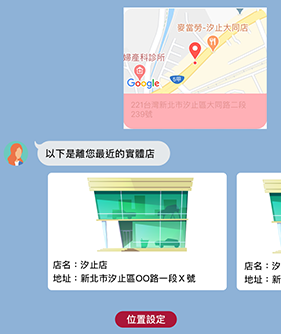 麥當勞-汐止大同店
婦產科診所
Google
221台灣新北市汐止區大同路二段
239號
以下是離您最近的實體店
店名：汐止店
地址：新北市汐止區OO路一段X號
店名：汐
地址：新
位置設定